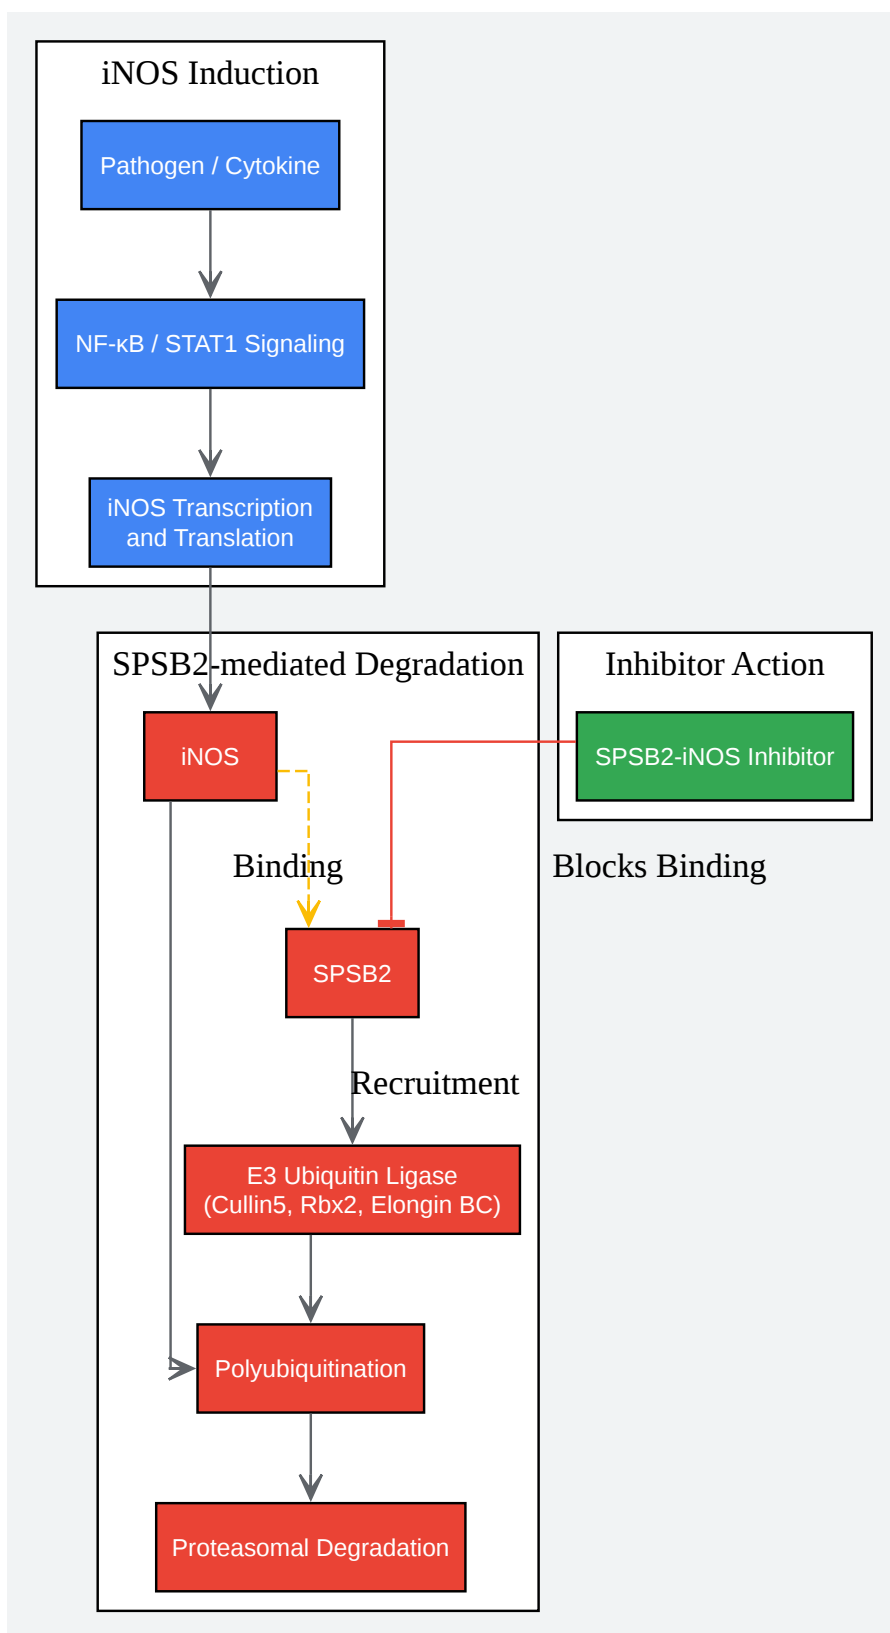 iNOS Induction
Pathogen / Cytokine
NF-κB / STAT1 Signaling
iNOS Transcription
and Translation
SPSB2-mediated Degradation
Inhibitor Action
iNOS
SPSB2-iNOS Inhibitor
Binding
Blocks Binding
SPSB2
Recruitment
E3 Ubiquitin Ligase
(Cullin5, Rbx2, Elongin BC)
Polyubiquitination
Proteasomal Degradation